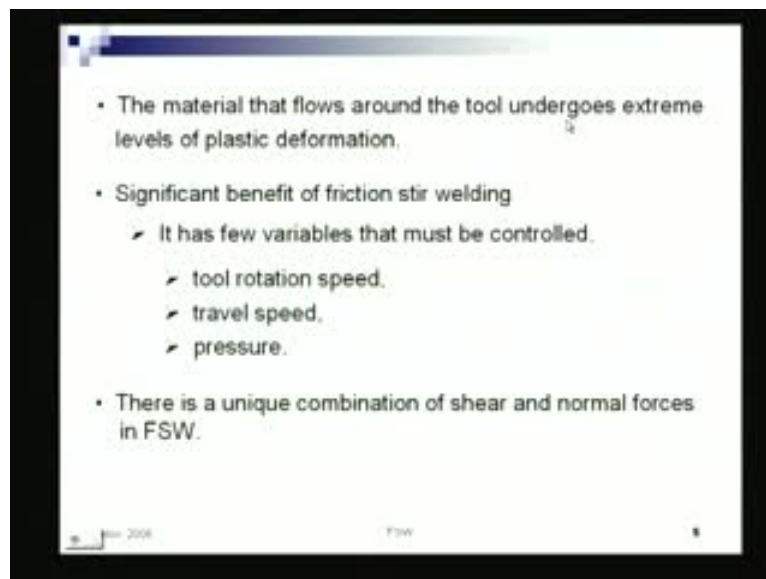 • The material that flows around the tool undergoes extreme
levels of plastic deformation.
• Significant benefit of friction stir welding
➢ It has few variables that must be controlled.
➢ tool rotation speed,
➢ travel speed,
➢ pressure.
• There is a unique combination of shear and normal forces
in FSW.
2006 FSW